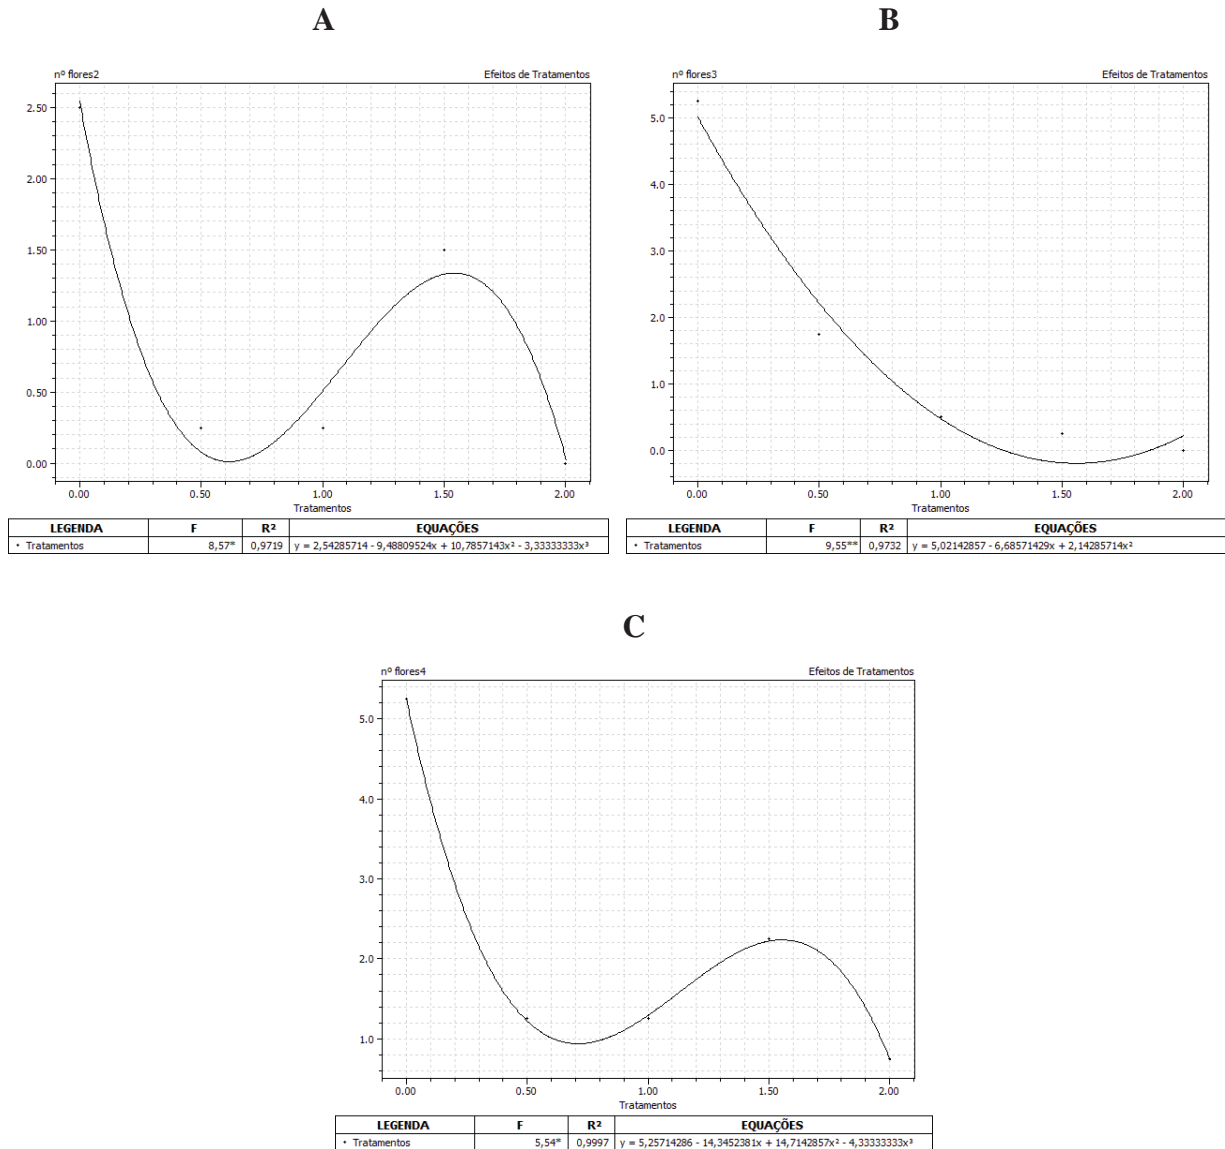 A
nº flores2 Efeitos de Tratamentos
2.50
2.00
1.50
1.00
0.50
0.00
0.00 0.50 1.00 1.50 2.00
Tratamentos
LEGENDA F R² EQUAÇÕES
• Tratamentos 8,57* 0,9719 y = 2,54285714 - 9,48809524x + 10,7857143x² - 3,33333333x³
B
nº flores3 Efeitos de Tratamentos
5.0
4.0
3.0
2.0
1.0
0.0
0.00 0.50 1.00 1.50 2.00
Tratamentos
LEGENDA F R² EQUAÇÕES
• Tratamentos 9,55** 0,9732 y = 5,02142857 - 6,68571429x + 2,14285714x²
C
nº flores4 Efeitos de Tratamentos
5.0
4.0
3.0
2.0
1.0
0.00 0.50 1.00 1.50 2.00
Tratamentos
LEGENDA F R² EQUAÇÕES
• Tratamentos 5,54* 0,9997 y = 5,25714286 - 14,3452381x + 14,7142857x² - 4,33333333x³